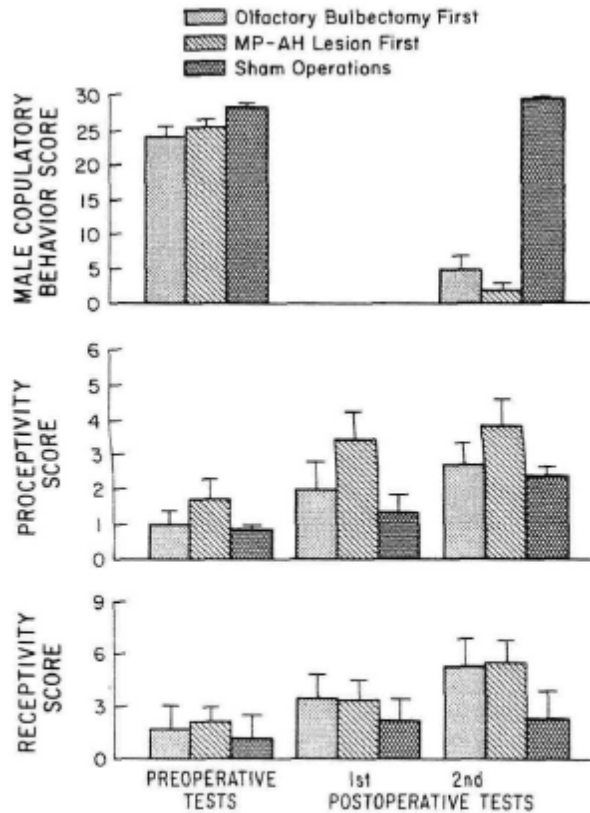 Olfactory Bulbectomy First
MP-AH Lesion First
Sham Operations
MALE COPULATORY
BEHAVIOR SCORE
30
25
20
15
10
5
0
PROCEPTIVITY
SCORE
6
5
4
3
2
1
0
RECEPTIVITY
SCORE
9
6
3
0
PREOPERATIVE
TESTS
1st
2nd
POSTOPERATIVE TESTS